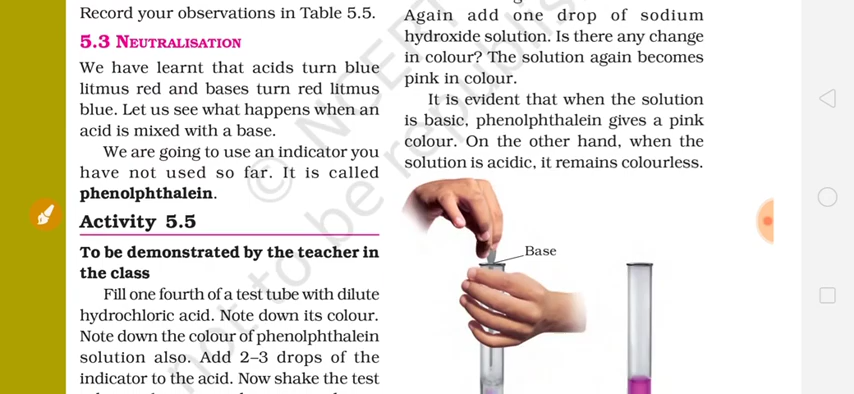 Record your observations in Table 5.5.
5.3 NEUTRALISATION
We have learnt that acids turn blue
litmus red and bases turn red litmus
blue. Let us see what happens when an
acid is mixed with a base.
We are going to use an indicator you
have not used so far. It is called
phenolphthalein.
Activity 5.5
To be demonstrated by the teacher in
the class
Fill one fourth of a test tube with dilute
hydrochloric acid. Note down its colour.
Note down the colour of phenolphthalein
solution also. Add 2–3 drops of the
indicator to the acid. Now shake the test
Again add one drop of sodium
hydroxide solution. Is there any change
in colour? The solution again becomes
pink in colour.
It is evident that when the solution
is basic, phenolphthalein gives a pink
colour. On the other hand, when the
solution is acidic, it remains colourless.
Base
© NCERT
not to be republis